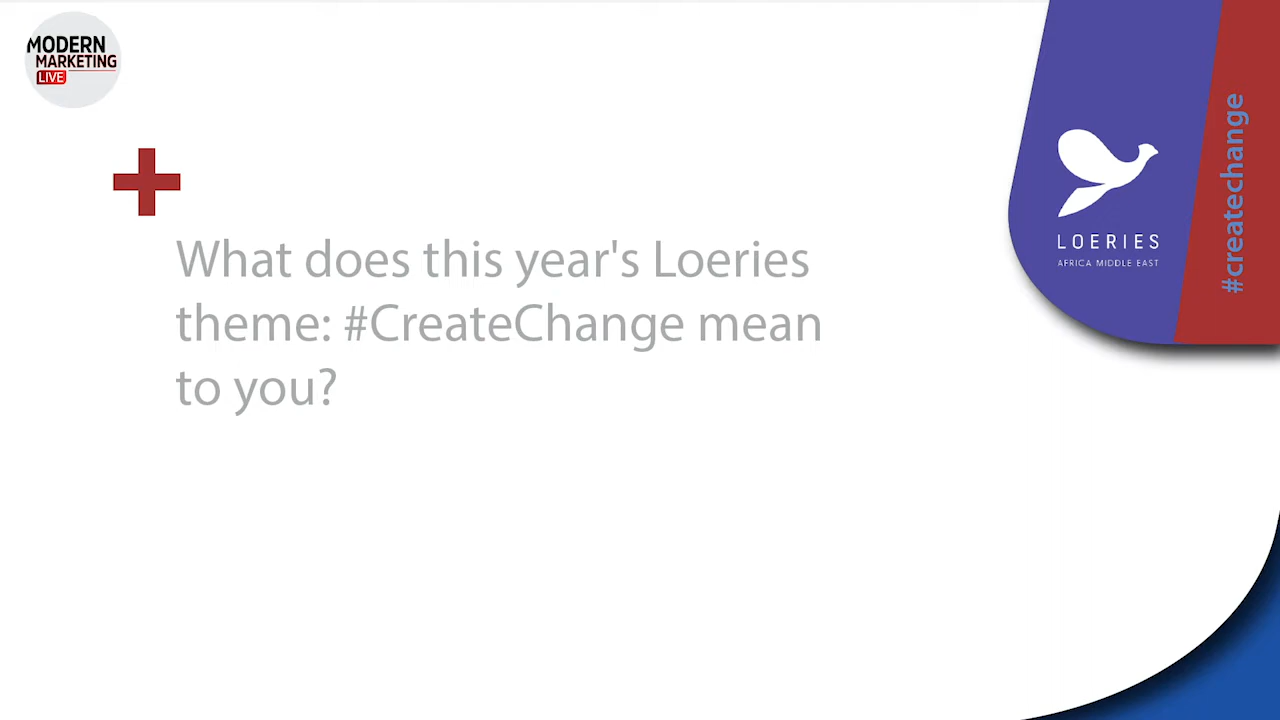 MODERN
MARKETING
LIVE
What does this year's Loeries
theme: #CreateChange mean
to you?
LOERIES
AFRICA MIDDLE EAST
#createchange